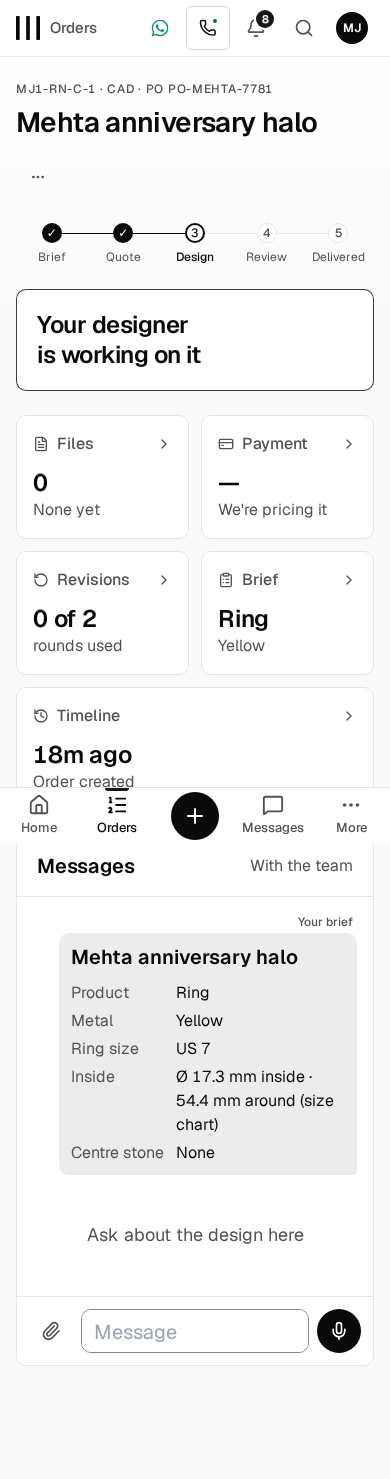 Orders
8
MJ
MJ1-RN-C-1 · CAD · PO PO-MEHTA-7781
Mehta anniversary halo
...
✓ ✓ 3 4 5
Brief Quote Design Review Delivered
Your designer
is working on it
Files
0
None yet
Payment
—
We're pricing it
Revisions
0 of 2
rounds used
Brief
Ring
Yellow
Timeline
18m ago
Order created
Home Orders Messages More
Messages With the team
Your brief
Mehta anniversary halo
Product Ring
Metal Yellow
Ring size US 7
Inside Ø 17.3 mm inside ·
54.4 mm around (size
chart)
Centre stone None
Ask about the design here
Message